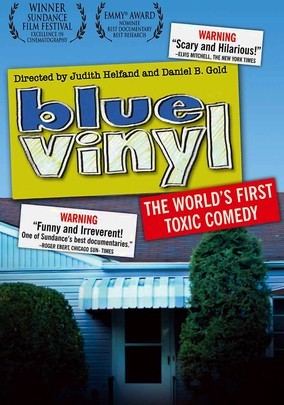 WINNER
SUNDANCE
FILM FESTIVAL
EXCELLENCE IN
CINEMATOGRAPHY
EMMY® AWARD
NOMINEE
BEST DOCUMENTARY
BEST RESEARCH
WARNING
"Scary and Hilarious!"
-ELVIS MITCHELL, THE NEW YORK TIMES
Directed by Judith Helfand and Daniel B. Gold
blue
vinyl
THE WORLD'S FIRST
TOXIC COMEDY
WARNING
"Funny and Irreverent!
One of Sundance's best documentaries."
-ROGER EBERT, CHICAGO SUN-TIMES